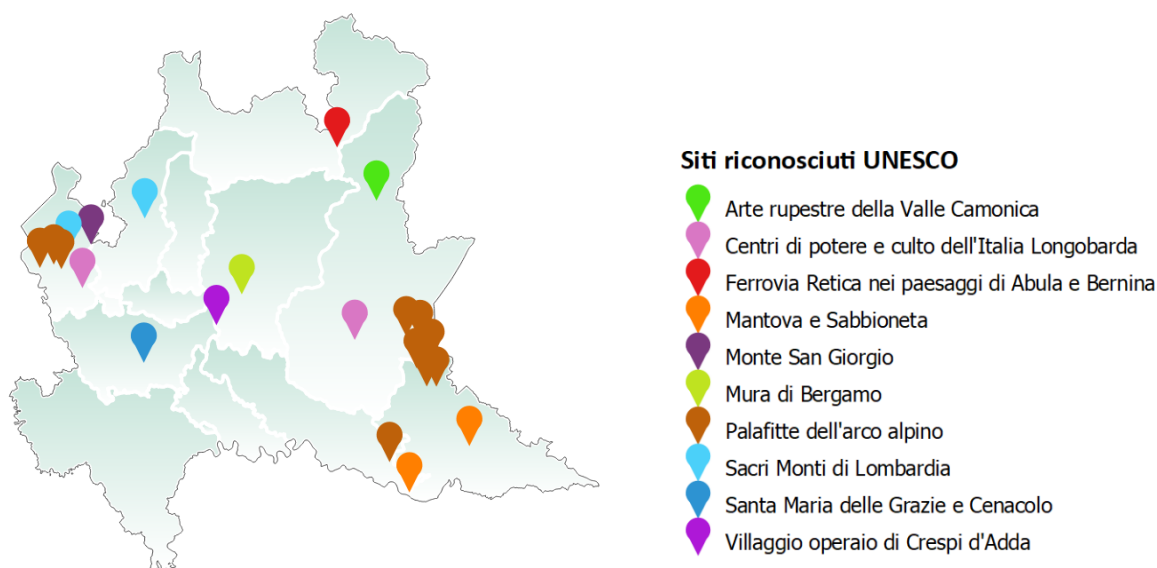 Siti riconosciuti UNESCO
Arte rupestre della Valle Camonica
Centri di potere e culto dell'Italia Longobarda
Ferrovia Retica nei paesaggi di Abula e Bernina
Mantova e Sabbioneta
Monte San Giorgio
Mura di Bergamo
Palafitte dell'arco alpino
Sacri Monti di Lombardia
Santa Maria delle Grazie e Cenacolo
Villaggio operaio di Crespi d'Adda